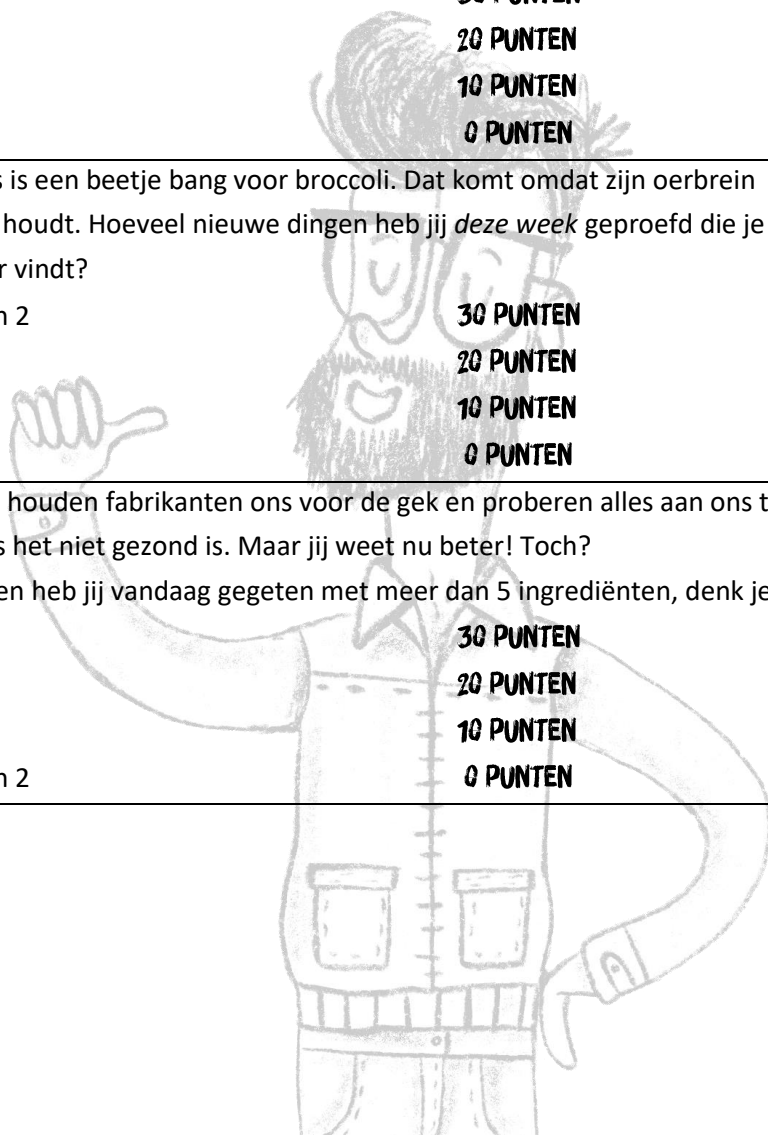 20 PUNTEN
10 PUNTEN
0 PUNTEN
is een beetje bang voor broccoli. Dat komt omdat zijn oerbrein
houdt. Hoeveel nieuwe dingen heb jij deze week geproefd die je
vindt?
2 30 PUNTEN
20 PUNTEN
10 PUNTEN
0 PUNTEN
houden fabrikanten ons voor de gek en proberen alles aan ons
het niet gezond is. Maar jij weet nu beter! Toch?
heb jij vandaag gegeten met meer dan 5 ingrediënten, denk je
30 PUNTEN
20 PUNTEN
10 PUNTEN
2 0 PUNTEN